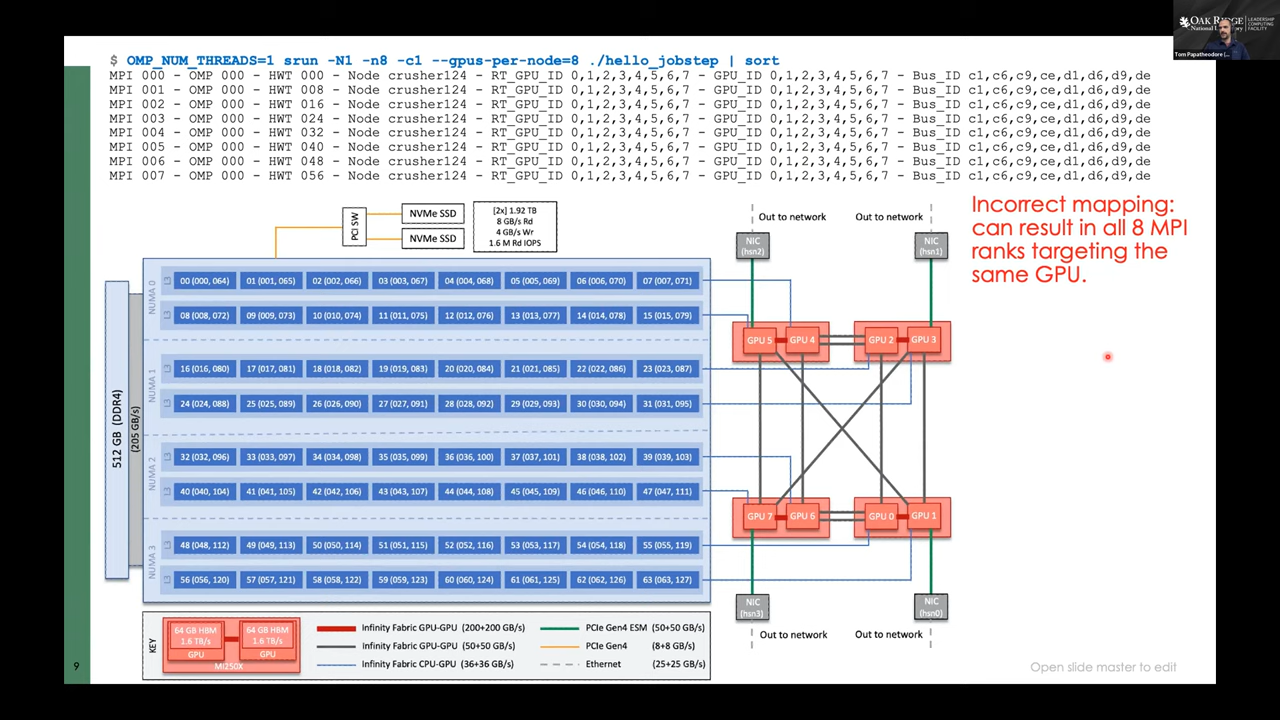 OAK RIDGE
National Laboratory
LEADERSHIP
COMPUTING
FACILITY
$ OMP_NUM_THREADS=1 srun -N1 -n8 -c1 --gpus-per-node=8 ./hello_jobstep | sort
MPI 000 - OMP 000 - HWT 000 - Node crusher124 - RT_GPU_ID 0,1,2,3,4,5,6,7 - GPU_ID 0,1,2,3,4,5,6,7 - Bus_ID c1,c6,c9,ce,d1,d6,d9,de
MPI 001 - OMP 000 - HWT 008 - Node crusher124 - RT_GPU_ID 0,1,2,3,4,5,6,7 - GPU_ID 0,1,2,3,4,5,6,7 - Bus_ID c1,c6,c9,ce,d1,d6,d9,de
MPI 002 - OMP 000 - HWT 016 - Node crusher124 - RT_GPU_ID 0,1,2,3,4,5,6,7 - GPU_ID 0,1,2,3,4,5,6,7 - Bus_ID c1,c6,c9,ce,d1,d6,d9,de
MPI 003 - OMP 000 - HWT 024 - Node crusher124 - RT_GPU_ID 0,1,2,3,4,5,6,7 - GPU_ID 0,1,2,3,4,5,6,7 - Bus_ID c1,c6,c9,ce,d1,d6,d9,de
MPI 004 - OMP 000 - HWT 032 - Node crusher124 - RT_GPU_ID 0,1,2,3,4,5,6,7 - GPU_ID 0,1,2,3,4,5,6,7 - Bus_ID c1,c6,c9,ce,d1,d6,d9,de
MPI 005 - OMP 000 - HWT 040 - Node crusher124 - RT_GPU_ID 0,1,2,3,4,5,6,7 - GPU_ID 0,1,2,3,4,5,6,7 - Bus_ID c1,c6,c9,ce,d1,d6,d9,de
MPI 006 - OMP 000 - HWT 048 - Node crusher124 - RT_GPU_ID 0,1,2,3,4,5,6,7 - GPU_ID 0,1,2,3,4,5,6,7 - Bus_ID c1,c6,c9,ce,d1,d6,d9,de
MPI 007 - OMP 000 - HWT 056 - Node crusher124 - RT_GPU_ID 0,1,2,3,4,5,6,7 - GPU_ID 0,1,2,3,4,5,6,7 - Bus_ID c1,c6,c9,ce,d1,d6,d9,de
Tom Papatheodore
Incorrect mapping:
can result in all 8 MPI
ranks targeting the
same GPU.
PCI SW
NVMe SSD
NVMe SSD
[2x] 1.92 TB
8 GB/s Rd
4 GB/s Wr
1.6 M Rd IOPS
Out to network
Out to network
NIC
(hsn2)
NIC
(hsn1)
512 GB (DDR4)
(205 GB/s)
NUMA 0
L3 00 (000, 064) 01 (001, 065) 02 (002, 066) 03 (003, 067) 04 (004, 068) 05 (005, 069) 06 (006, 070) 07 (007, 071)
L3 08 (008, 072) 09 (009, 073) 10 (010, 074) 11 (011, 075) 12 (012, 076) 13 (013, 077) 14 (014, 078) 15 (015, 079)
NUMA 1
L3 16 (016, 080) 17 (017, 081) 18 (018, 082) 19 (019, 083) 20 (020, 084) 21 (021, 085) 22 (022, 086) 23 (023, 087)
L3 24 (024, 088) 25 (025, 089) 26 (026, 090) 27 (027, 091) 28 (028, 092) 29 (029, 093) 30 (030, 094) 31 (031, 095)
NUMA 2
L3 32 (032, 096) 33 (033, 097) 34 (034, 098) 35 (035, 099) 36 (036, 100) 37 (037, 101) 38 (038, 102) 39 (039, 103)
L3 40 (040, 104) 41 (041, 105) 42 (042, 106) 43 (043, 107) 44 (044, 108) 45 (045, 109) 46 (046, 110) 47 (047, 111)
NUMA 3
L3 48 (048, 112) 49 (049, 113) 50 (050, 114) 51 (051, 115) 52 (052, 116) 53 (053, 117) 54 (054, 118) 55 (055, 119)
L3 56 (056, 120) 57 (057, 121) 58 (058, 122) 59 (059, 123) 60 (060, 124) 61 (061, 125) 62 (062, 126) 63 (063, 127)
GPU 5 GPU 4 GPU 2 GPU 3
GPU 7 GPU 6 GPU 0 GPU 1
NIC
(hsn3)
NIC
(hsn0)
Out to network
Out to network
KEY
64 GB HBM
1.6 TB/s
GPU
64 GB HBM
1.6 TB/s
GPU
MI250X
Infinity Fabric GPU-GPU (200+200 GB/s)
Infinity Fabric GPU-GPU (50+50 GB/s)
Infinity Fabric CPU-GPU (36+36 GB/s)
PCIe Gen4 ESM (50+50 GB/s)
PCIe Gen4 (8+8 GB/s)
Ethernet (25+25 GB/s)
9
Open slide master to edit